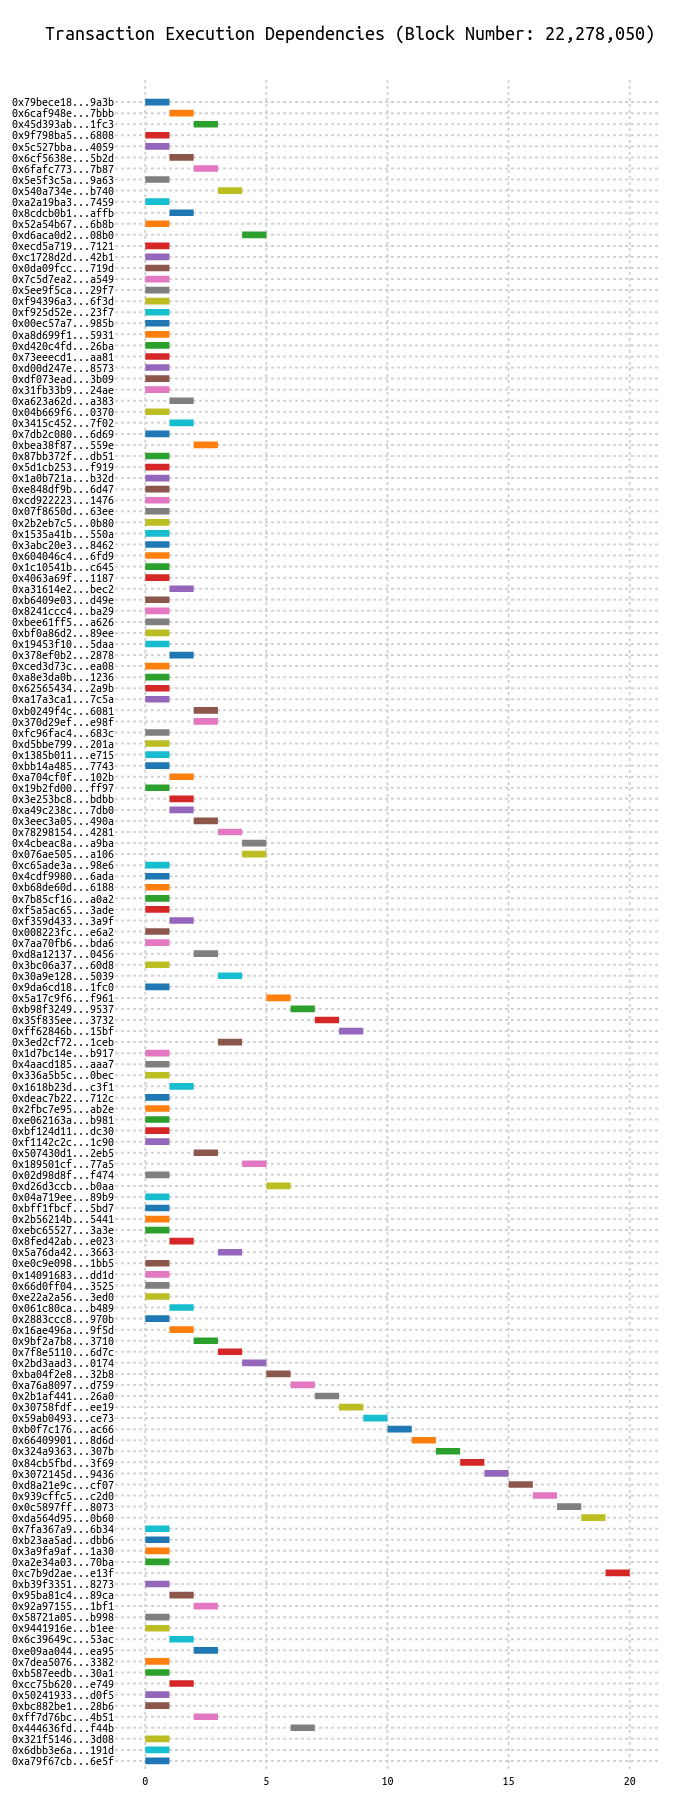 Transaction Execution Dependencies (Block Number: 22,278,050)
0x79bece18...9a3b
0x6caf948e...7bbb
0x45d393ab...1fc3
0x9f798ba5...6808
0x5c527bba...4059
0x6cf5638e...5b2d
0x6fafc773...7b87
0x5e5f3c5a...9a63
0x540a734e...b740
0xa2a19ba3...7459
0x8cdcb0b1...affb
0x52a54b67...6b8b
0xd6aca0d2...08b0
0xecd5a719...7121
0xc1728d2d...42b1
0x0da09fcc...719d
0x7c5d7ea2...a549
0x5ee9f5ca...29f7
0xf94396a3...6f3d
0xf925d52e...23f7
0x00ec57a7...985b
0xa8d699f1...5931
0xd420c4fd...26ba
0x73eeecd1...aa81
0xd00d247e...8573
0xdf073ead...3b09
0x31fb33b9...24ae
0xa623a62d...a383
0x04b669f6...0370
0x3415c452...7f02
0x7db2c080...6d69
0xbea38f87...559e
0x87bb372f...db51
0x5d1cb253...f919
0x1a0b721a...b32d
0xe848df9b...6d47
0xcd922223...1476
0x07f8650d...63ee
0x2b2eb7c5...0b80
0x1535a41b...550a
0x3abc20e3...8462
0x604046c4...6fd9
0x1c10541b...c645
0x4063a69f...1187
0xa31614e2...bec2
0xb6409e03...d49e
0x8241ccc4...ba29
0xbee61ff5...a626
0xbf0a86d2...89ee
0x19453f10...5daa
0x378ef0b2...2878
0xced3d73c...ea08
0xa8e3da0b...1236
0x62565434...2a9b
0xa17a3ca1...7c5a
0xb0249f4c...6081
0x370d29ef...e98f
0xfc96fac4...683c
0xd5bbe799...201a
0x1385b011...e715
0xbb14a485...7743
0xa704cf0f...102b
0x19b2fd00...ff97
0x3e253bc8...bdbb
0xa49c238c...7db0
0x3eec3a05...490a
0x78298154...4281
0x4cbeac8a...a9ba
0x076ae505...a106
0xc65ade3a...98e6
0x4cdf9980...6ada
0xb68de60d...6188
0x7b85cf16...a0a2
0xf5a5ac65...3ade
0xf359d433...3a9f
0x008223fc...e6a2
0x7aa70fb6...bda6
0xd8a12137...0456
0x3bc06a37...60d8
0x30a9e128...5039
0x9da6cd18...1fc0
0x5a17c9f6...f961
0xb98f3249...9537
0x35f835ee...3732
0xff62846b...15bf
0x3ed2cf72...1ceb
0x1d7bc14e...b917
0x4aacd185...aaa7
0x336a5b5c...0bec
0x1618b23d...c3f1
0xdeac7b22...712c
0x2fbc7e95...ab2e
0xe062163a...b981
0xbf124d11...dc30
0xf1142c2c...1c90
0x507430d1...2eb5
0x189501cf...77a5
0x02d98d8f...f474
0xd26d3ccb...b0aa
0x04a719ee...89b9
0xbff1fbcf...5bd7
0x2b56214b...5441
0xebc65527...3a3e
0x8fed42ab...e023
0x5a76da42...3663
0xe0c9e098...1bb5
0x14091683...dd1d
0x66d0ff04...3525
0xe22a2a56...3ed0
0x061c80ca...b489
0x2883ccc8...970b
0x16ae496a...9f5d
0x9bf2a7b8...3710
0x7f8e5110...6d7c
0x2bd3aad3...0174
0xba04f2e8...32b8
0xa76a8097...d759
0x2b1af441...26a0
0x30758fdf...ee19
0x59ab0493...ce73
0xb0f7c176...ac66
0x66409901...8d6d
0x324a9363...307b
0x84cb5fbd...3f69
0x3072145d...9436
0xd8a21e9c...cf07
0x939cffc5...c2d0
0x0c5897ff...8073
0xda564d95...0b60
0x7fa367a9...6b34
0xb23aa5ad...dbb6
0x3a9fa9af...1a30
0xa2e34a03...70ba
0xc7b9d2ae...e13f
0xb39f3351...8273
0x95ba81c4...89ca
0x92a97155...1bf1
0x58721a05...b998
0x9441916e...b1ee
0x6c39649c...53ac
0xe09aa044...ea95
0x7dea5076...3382
0xb587eedb...30a1
0xcc75b620...e749
0x50241933...d0f5
0xbc882be1...28b6
0xff7d76bc...4b51
0x444636fd...f44b
0x321f5146...3d08
0x6dbb3e6a...191d
0xa79f67cb...6e5f
0 5 10 15 20